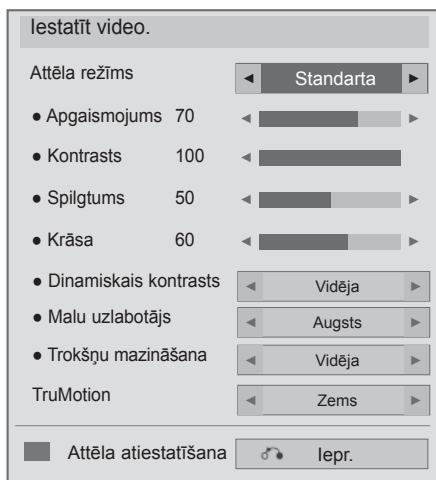 Iestatīt video.
Attēla režīms ◄ Standarta ►
● Apgaismojums 70 ◄ ►
● Kontrasts 100 ◄
● Spilgtums 50 ◄ ►
● Krāsa 60 ◄ ►
● Dinamiskais kontrasts ◄ Vidēja ►
● Malu uzlabotājs ◄ Augsts ►
● Trokšņu mazināšana ◄ Vidēja ►
TruMotion ◄ Zems ►
Attēla atiestatīšana Iepr.